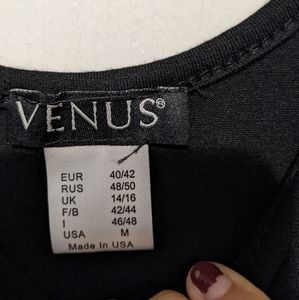 VENUS®
EUR 40/42
RUS 48/50
UK 14/16
F/B 42/44
I 46/48
USA M
Made In USA